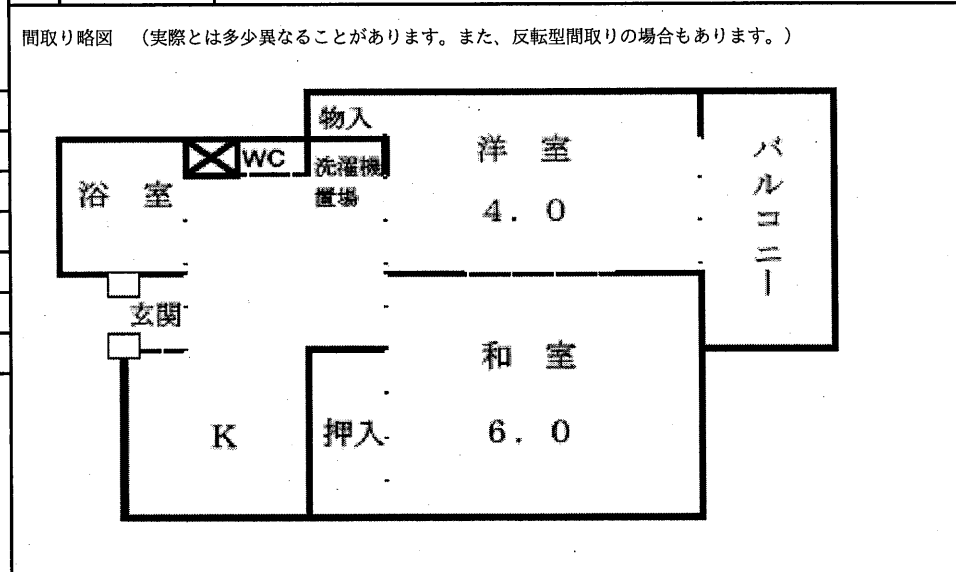 間取り略図 (実際とは多少異なることがあります。また、反転型間取りの場合もあります。)
物入
洋室
4.0
バルコニー
WC
洗濯機
置場
浴室
玄関
和室
6.0
K
押入